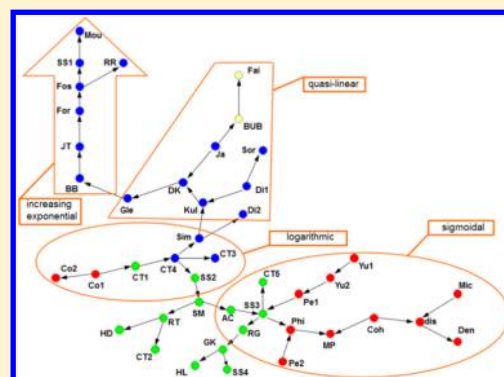 Mou
SS1
RR
Fos
For
JT
BB
increasing
exponential
Gle
Fai
quasi-linear
BUB
Sor
Ja
DK
Di1
Kul
Di2
Sim
logarithmic
CT3
CT4
CT1
Co2
Co1
SS2
sigmoidal
CT5
Yu1
Yu2
Mic
Pe1
SS3
SM
AC
RT
HD
CT2
RG
GK
HL
SS4
Phi
MP
Coh
dis
Den
Pe2